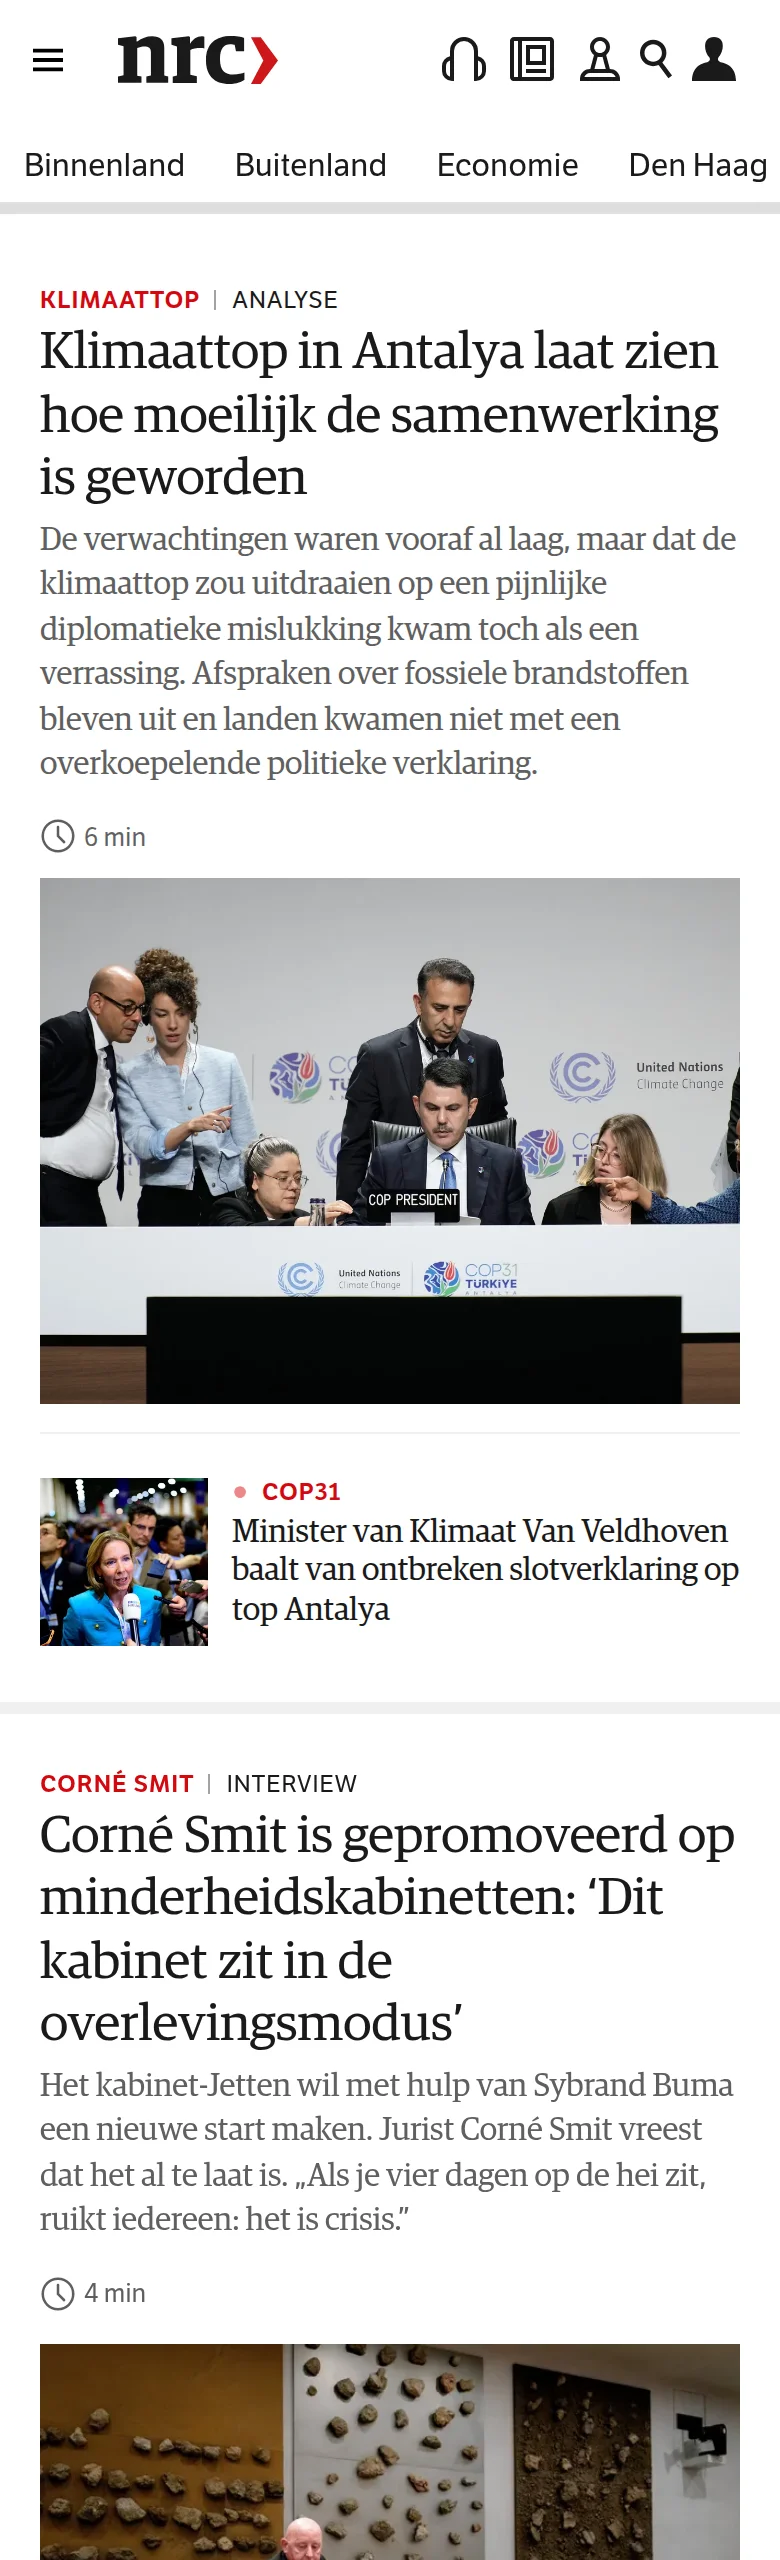 nrc
Binnenland Buitenland Economie Den Haag
KLIMAATTOP | ANALYSE
Klimaattop in Antalya laat zien
hoe moeilijk de samenwerking
is geworden
De verwachtingen waren vooraf al laag, maar dat de
klimaattop zou uitdraaien op een pijnlijke
diplomatieke mislukking kwam toch als een
verrassing. Afspraken over fossiele brandstoffen
bleven uit en landen kwamen niet met een
overkoepelende politieke verklaring.
6 min
United Nations
Climate Change
COP PRESIDENT
United Nations
Climate Change
COP31
TÜRKİYE
ANTALYA
COP31
Minister van Klimaat Van Veldhoven
baalt van ontbreken slotverklaring op
top Antalya
CORNÉ SMIT | INTERVIEW
Corné Smit is gepromoveerd op
minderheidskabinetten: ‘Dit
kabinet zit in de
overlevingsmodus’
Het kabinet-Jetten wil met hulp van Sybrand Buma
een nieuwe start maken. Jurist Corné Smit vreest
dat het al te laat is. „Als je vier dagen op de hei zit,
ruikt iedereen: het is crisis.”
4 min